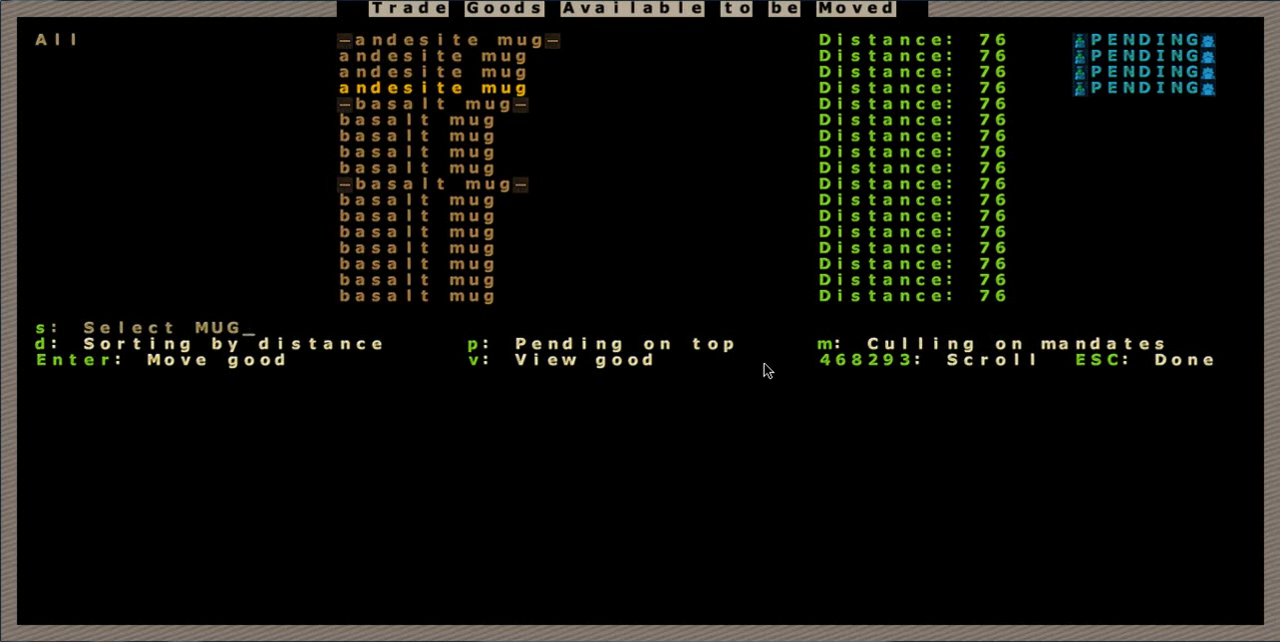 Trade Goods Available to be Moved
All -andesite mug- Distance: 76 PENDING
andesite mug Distance: 76 PENDING
andesite mug Distance: 76 PENDING
andesite mug Distance: 76 PENDING
-basalt mug- Distance: 76
basalt mug Distance: 76
basalt mug Distance: 76
basalt mug Distance: 76
basalt mug Distance: 76
-basalt mug- Distance: 76
basalt mug Distance: 76
basalt mug Distance: 76
basalt mug Distance: 76
basalt mug Distance: 76
basalt mug Distance: 76
basalt mug Distance: 76
basalt mug Distance: 76
s: Select MUG_
d: Sorting by distance p: Pending on top m: Culling on mandates
Enter: Move good v: View good 468293: Scroll ESC: Done